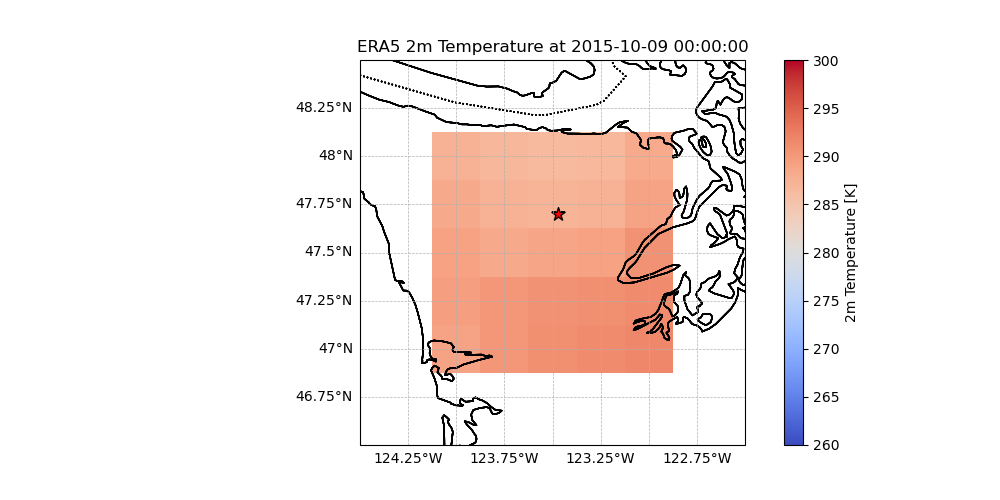 ERA5 2m Temperature at 2015-10-09 00:00:00
48.25°N
48°N
47.75°N
47.5°N
47.25°N
47°N
46.75°N
124.25°W
123.75°W
123.25°W
122.75°W
300
295
290
285
280
275
270
265
260
2m Temperature [K]